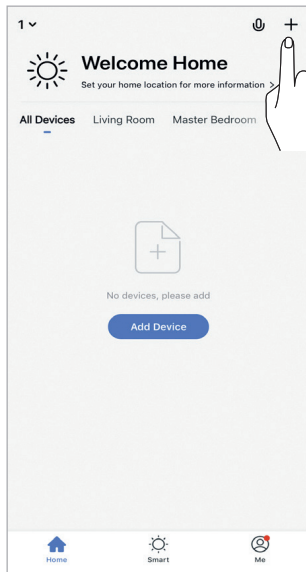 1
Welcome Home
Set your home location for more information >
All Devices Living Room Master Bedroom
No devices, please add
Add Device
Home Smart Me